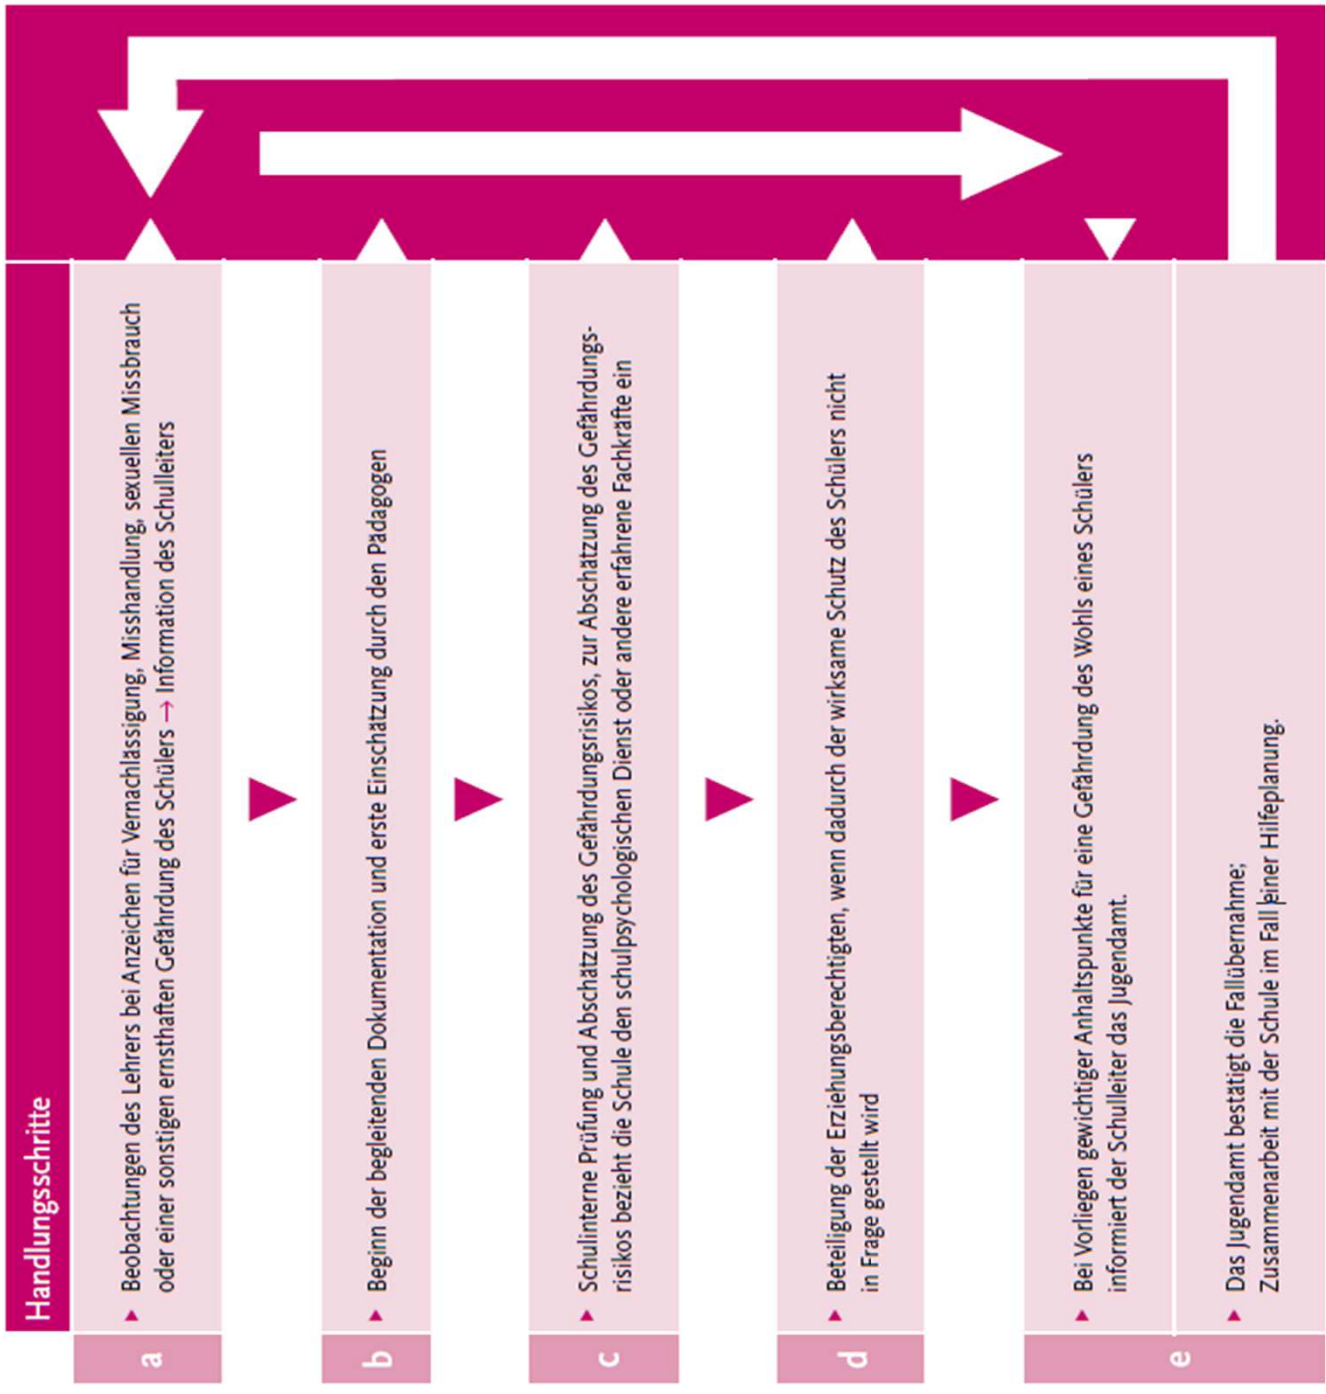 Handlungsschritte
a
▶ Beobachtungen des Lehrers bei Anzeichen für Vernachlässigung, Misshandlung, sexuellen Missbrauch
oder einer sonstigen ernsthaften Gefährdung des Schülers → Information des Schulleiters
b
▶ Beginn der begleitenden Dokumentation und erste Einschätzung durch den Pädagogen
c
▶ Schulinterne Prüfung und Abschätzung des Gefährdungsrisikos, zur Abschätzung des Gefährdungs-
risikos bezieht die Schule den schulpsychologischen Dienst oder andere erfahrene Fachkräfte ein
d
▶ Beteiligung der Erziehungsberechtigten, wenn dadurch der wirksame Schutz des Schülers nicht
in Frage gestellt wird
e
▶ Bei Vorliegen gewichtiger Anhaltspunkte für eine Gefährdung des Wohls eines Schülers
informiert der Schulleiter das Jugendamt.
▶ Das Jugendamt bestätigt die Fallübernahme;
Zusammenarbeit mit der Schule im Fall einer Hilfeplanung.